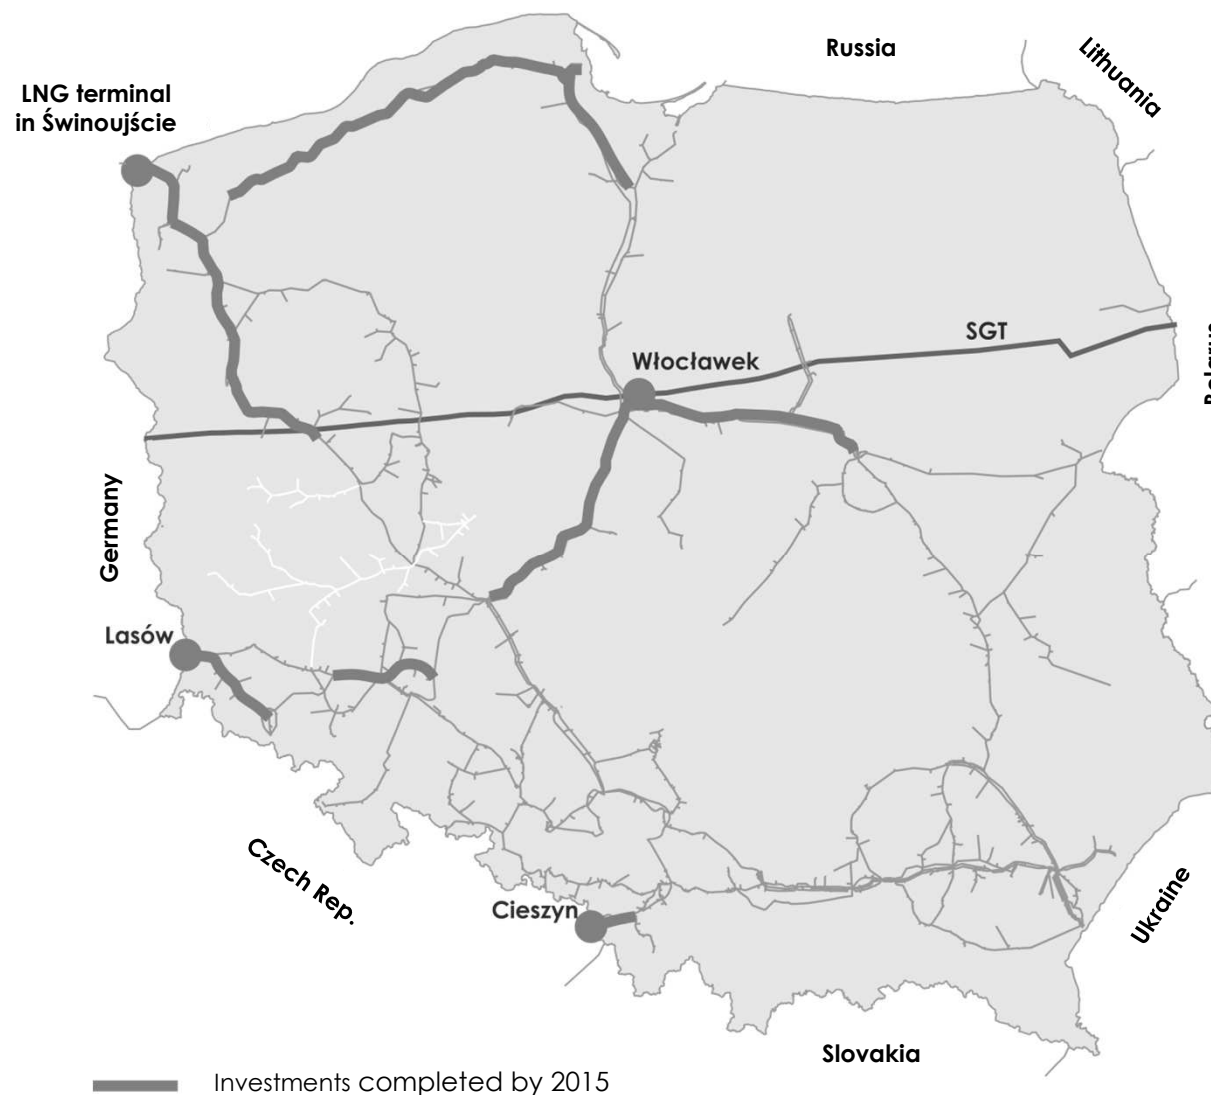 Russia
Lithuania
LNG terminal
in Świnoujście
SGT
Włocławek
Germany
Lasów
Czech Rep.
Cieszyn
Ukraine
Slovakia
Investments completed by 2015